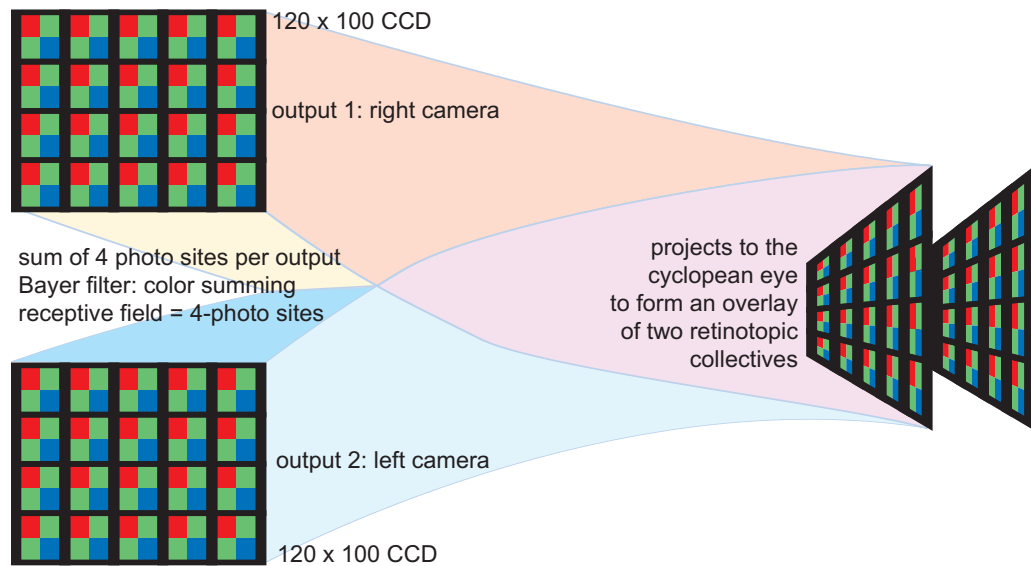 120 x 100 CCD
output 1: right camera
sum of 4 photo sites per output
Bayer filter: color summing
receptive field = 4-photo sites
projects to the
cyclopean eye
to form an overlay
of two retinotopic
collectives
output 2: left camera
120 x 100 CCD